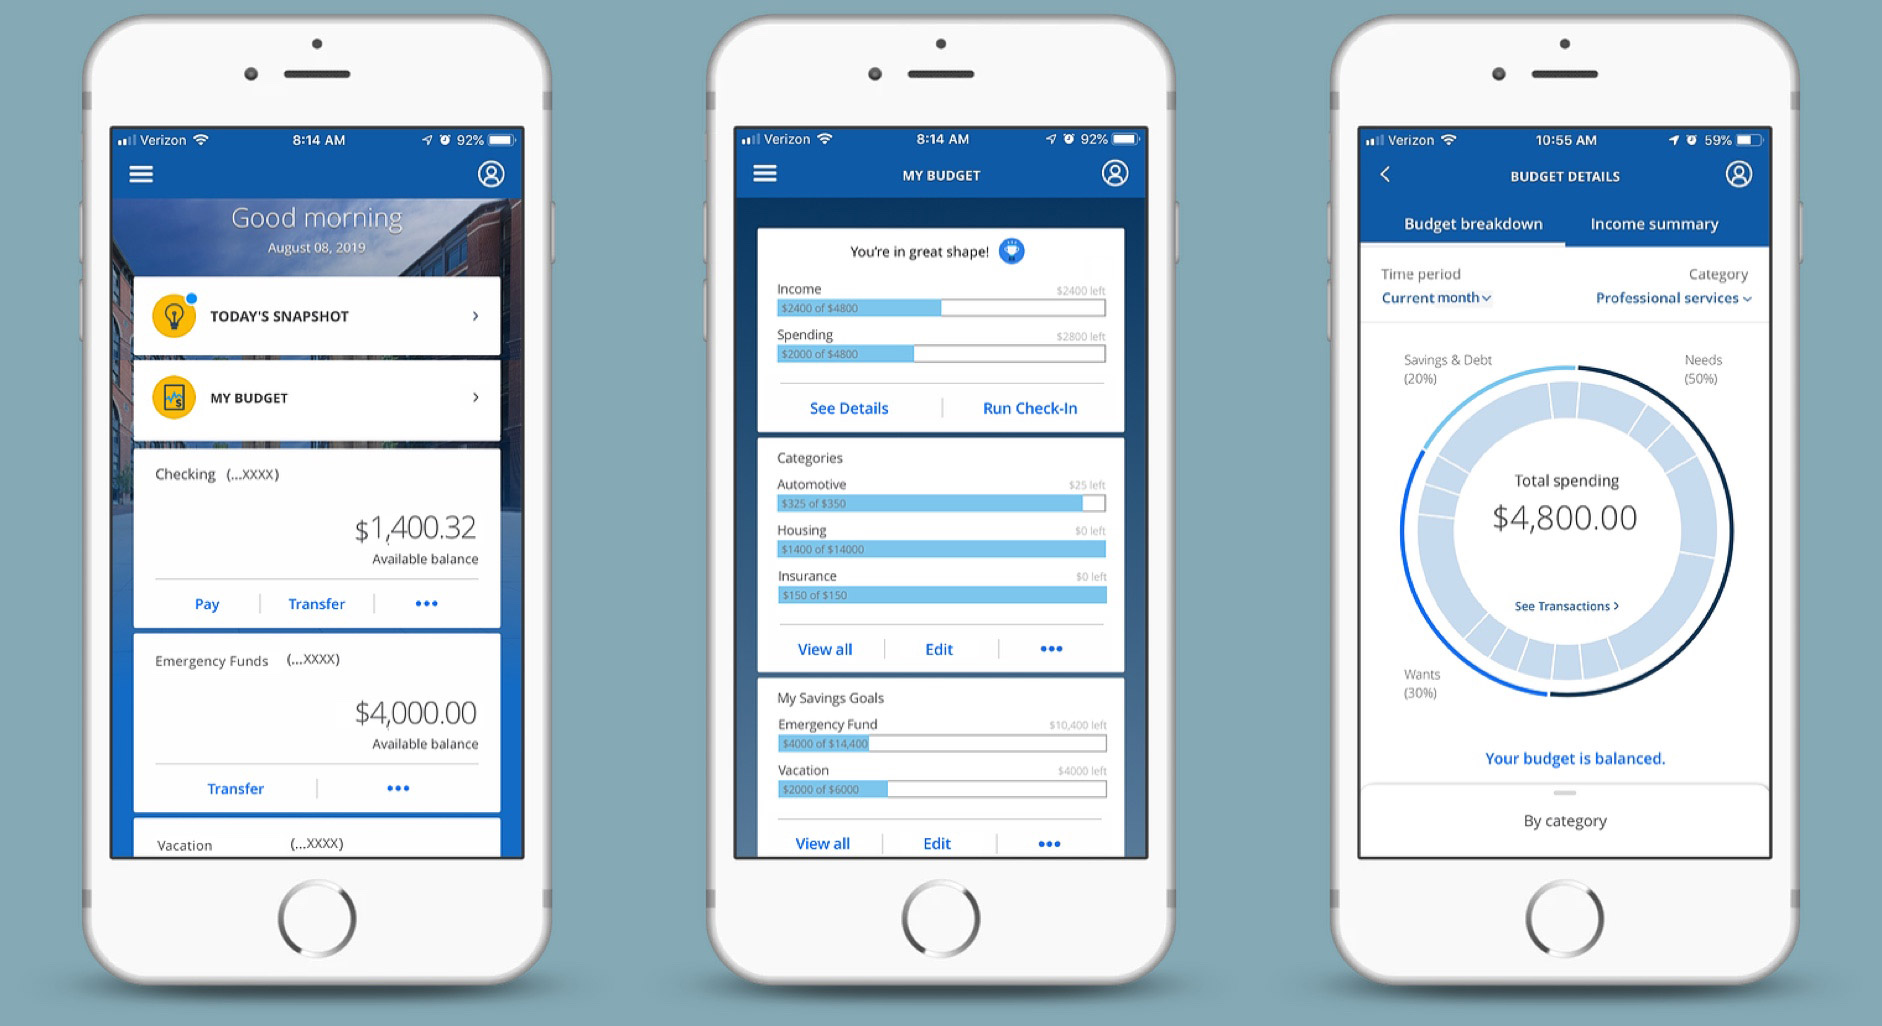 Verizon 8:14 AM 92%
Good morning
August 08, 2019
TODAY'S SNAPSHOT
MY BUDGET
Checking (...XXXX)
$1,400.32
Available balance
Pay Transfer
Emergency Funds (...XXXX)
$4,000.00
Available balance
Transfer
Vacation (...XXXX)
Verizon 8:14 AM 92%
MY BUDGET
You're in great shape!
Income $2400 left
$2400 of $4800
Spending $2800 left
$2000 of $4800
See Details Run Check-In
Categories
Automotive $25 left
$325 of $350
Housing $0 left
$1400 of $14000
Insurance $0 left
$150 of $150
View all Edit
My Savings Goals
Emergency Fund $10,400 left
$4000 of $14,400
Vacation $4000 left
$2000 of $6000
View all Edit
Verizon 10:55 AM 59%
BUDGET DETAILS
Budget breakdown Income summary
Time period Category
Current month Professional services
Savings & Debt Needs
(20%) (50%)
Total spending
$4,800.00
See Transactions >
Wants
(30%)
Your budget is balanced.
By category